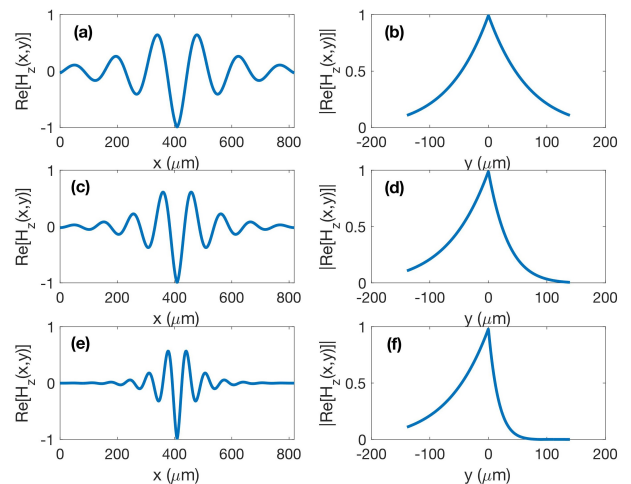 (a)
Re[H_z(x,y)]
1
0
-1
0 200 400 600 800
x (μm)
(b)
|Re[H_z(x,y)]|
1
0.5
0
-200 -100 0 100 200
y (μm)
(c)
Re[H_z(x,y)]
1
0
-1
0 200 400 600 800
x (μm)
(d)
|Re[H_z(x,y)]|
1
0.5
0
-200 -100 0 100 200
y (μm)
(e)
Re[H_z(x,y)]
1
0
-1
0 200 400 600 800
x (μm)
(f)
|Re[H_z(x,y)]|
1
0.5
0
-200 -100 0 100 200
y (μm)